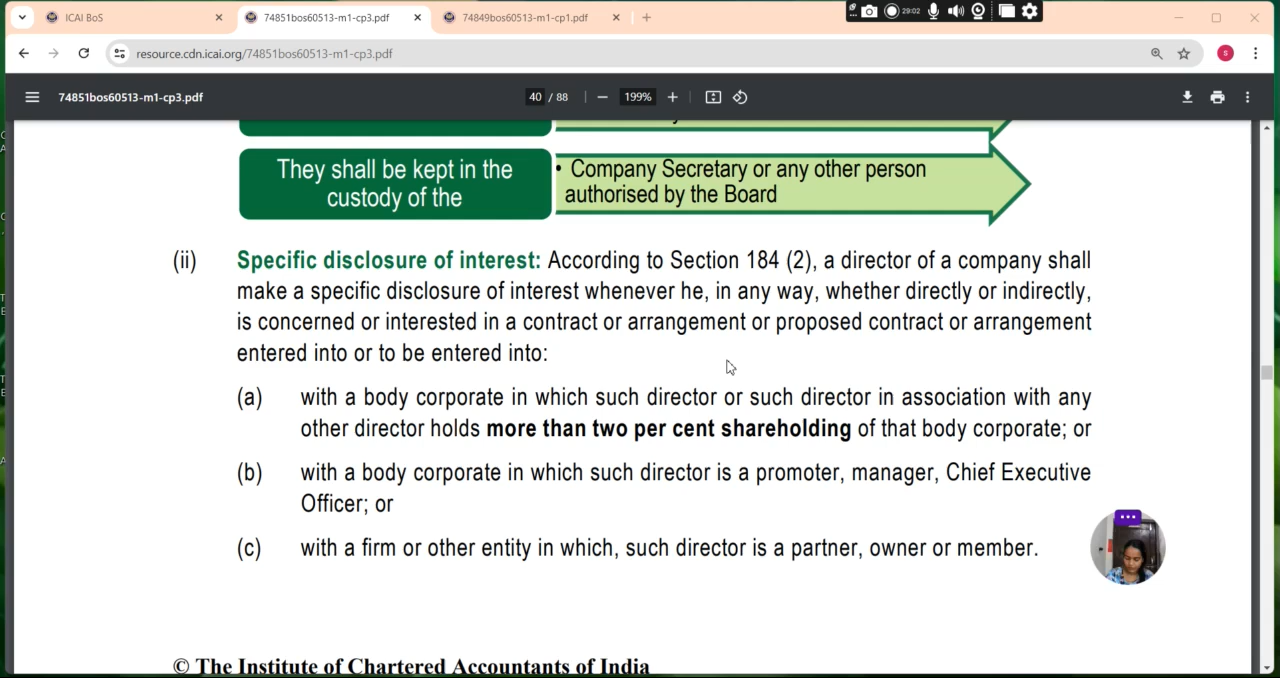 ICAI BoS
74851bos60513-m1-cp3.pdf
74849bos60513-m1-cp1.pdf
29:02
resource.cdn.icai.org/74851bos60513-m1-cp3.pdf
S
74851bos60513-m1-cp3.pdf
40 / 88
199%
They shall be kept in the
custody of the
• Company Secretary or any other person
authorised by the Board
(ii) Specific disclosure of interest: According to Section 184 (2), a director of a company shall
make a specific disclosure of interest whenever he, in any way, whether directly or indirectly,
is concerned or interested in a contract or arrangement or proposed contract or arrangement
entered into or to be entered into:
(a) with a body corporate in which such director or such director in association with any
other director holds more than two per cent shareholding of that body corporate; or
(b) with a body corporate in which such director is a promoter, manager, Chief Executive
Officer; or
(c) with a firm or other entity in which, such director is a partner, owner or member.
© The Institute of Chartered Accountants of India